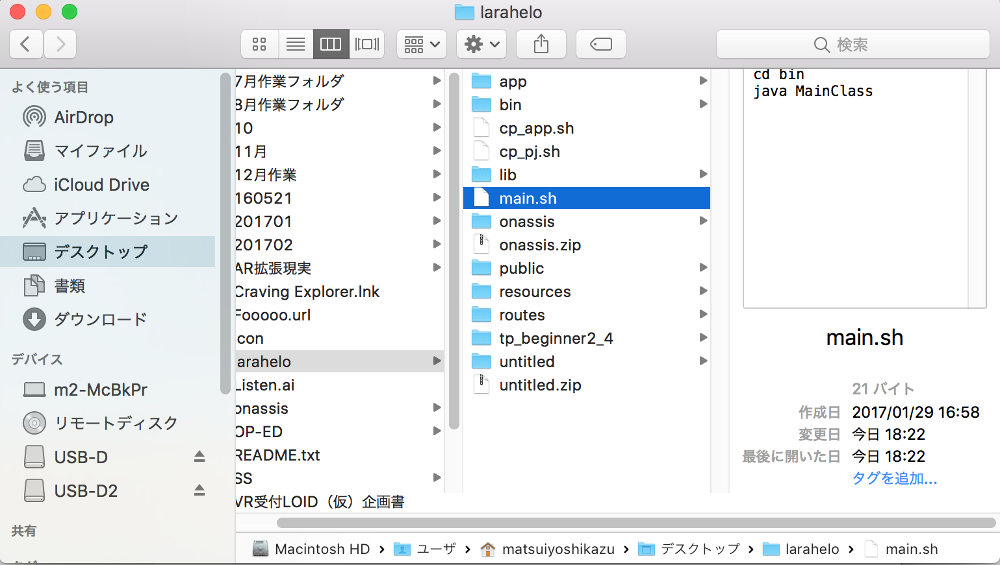 larahelo
検索
よく使う項目
AirDrop
マイファイル
iCloud Drive
アプリケーション
デスクトップ
書類
ダウンロード
デバイス
m2-McBkPr
リモートディスク
USB-D
USB-D2
共有
7月作業フォルダ
8月作業フォルダ
10
11月
12月作業
160521
201701
201702
AR拡張現実
Craving Explorer.lnk
Fooooo.url
con
arahelo
Listen.ai
onassis
OP-ED
README.txt
SS
VR受付LOID（仮）企画書
app
bin
cp_app.sh
cp_pj.sh
lib
main.sh
onassis
onassis.zip
public
resources
routes
tp_beginner2_4
untitled
untitled.zip
cd bin
java MainClass
main.sh
21 バイト
作成日 2017/01/29 16:58
変更日 今日 18:22
最後に開いた日 今日 18:22
タグを追加...
Macintosh HD › ユーザ › matsuiyoshikazu › デスクトップ › larahelo › main.sh